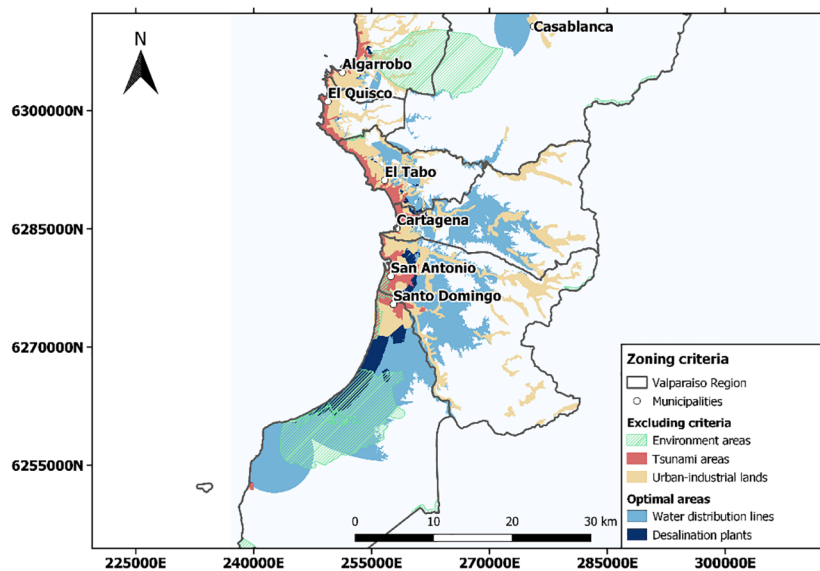 N
Casablanca
Algarrobo
El Quisco
6300000N
El Tabo
Cartagena
6285000N
San Antonio
Santo Domingo
6270000N
6255000N
Zoning criteria
Valparaiso Region
Municipalities
Excluding criteria
Environment areas
Tsunami areas
Urban-industrial lands
Optimal areas
Water distribution lines
Desalination plants
0 10 20 30 km
225000E 240000E 255000E 270000E 285000E 300000E